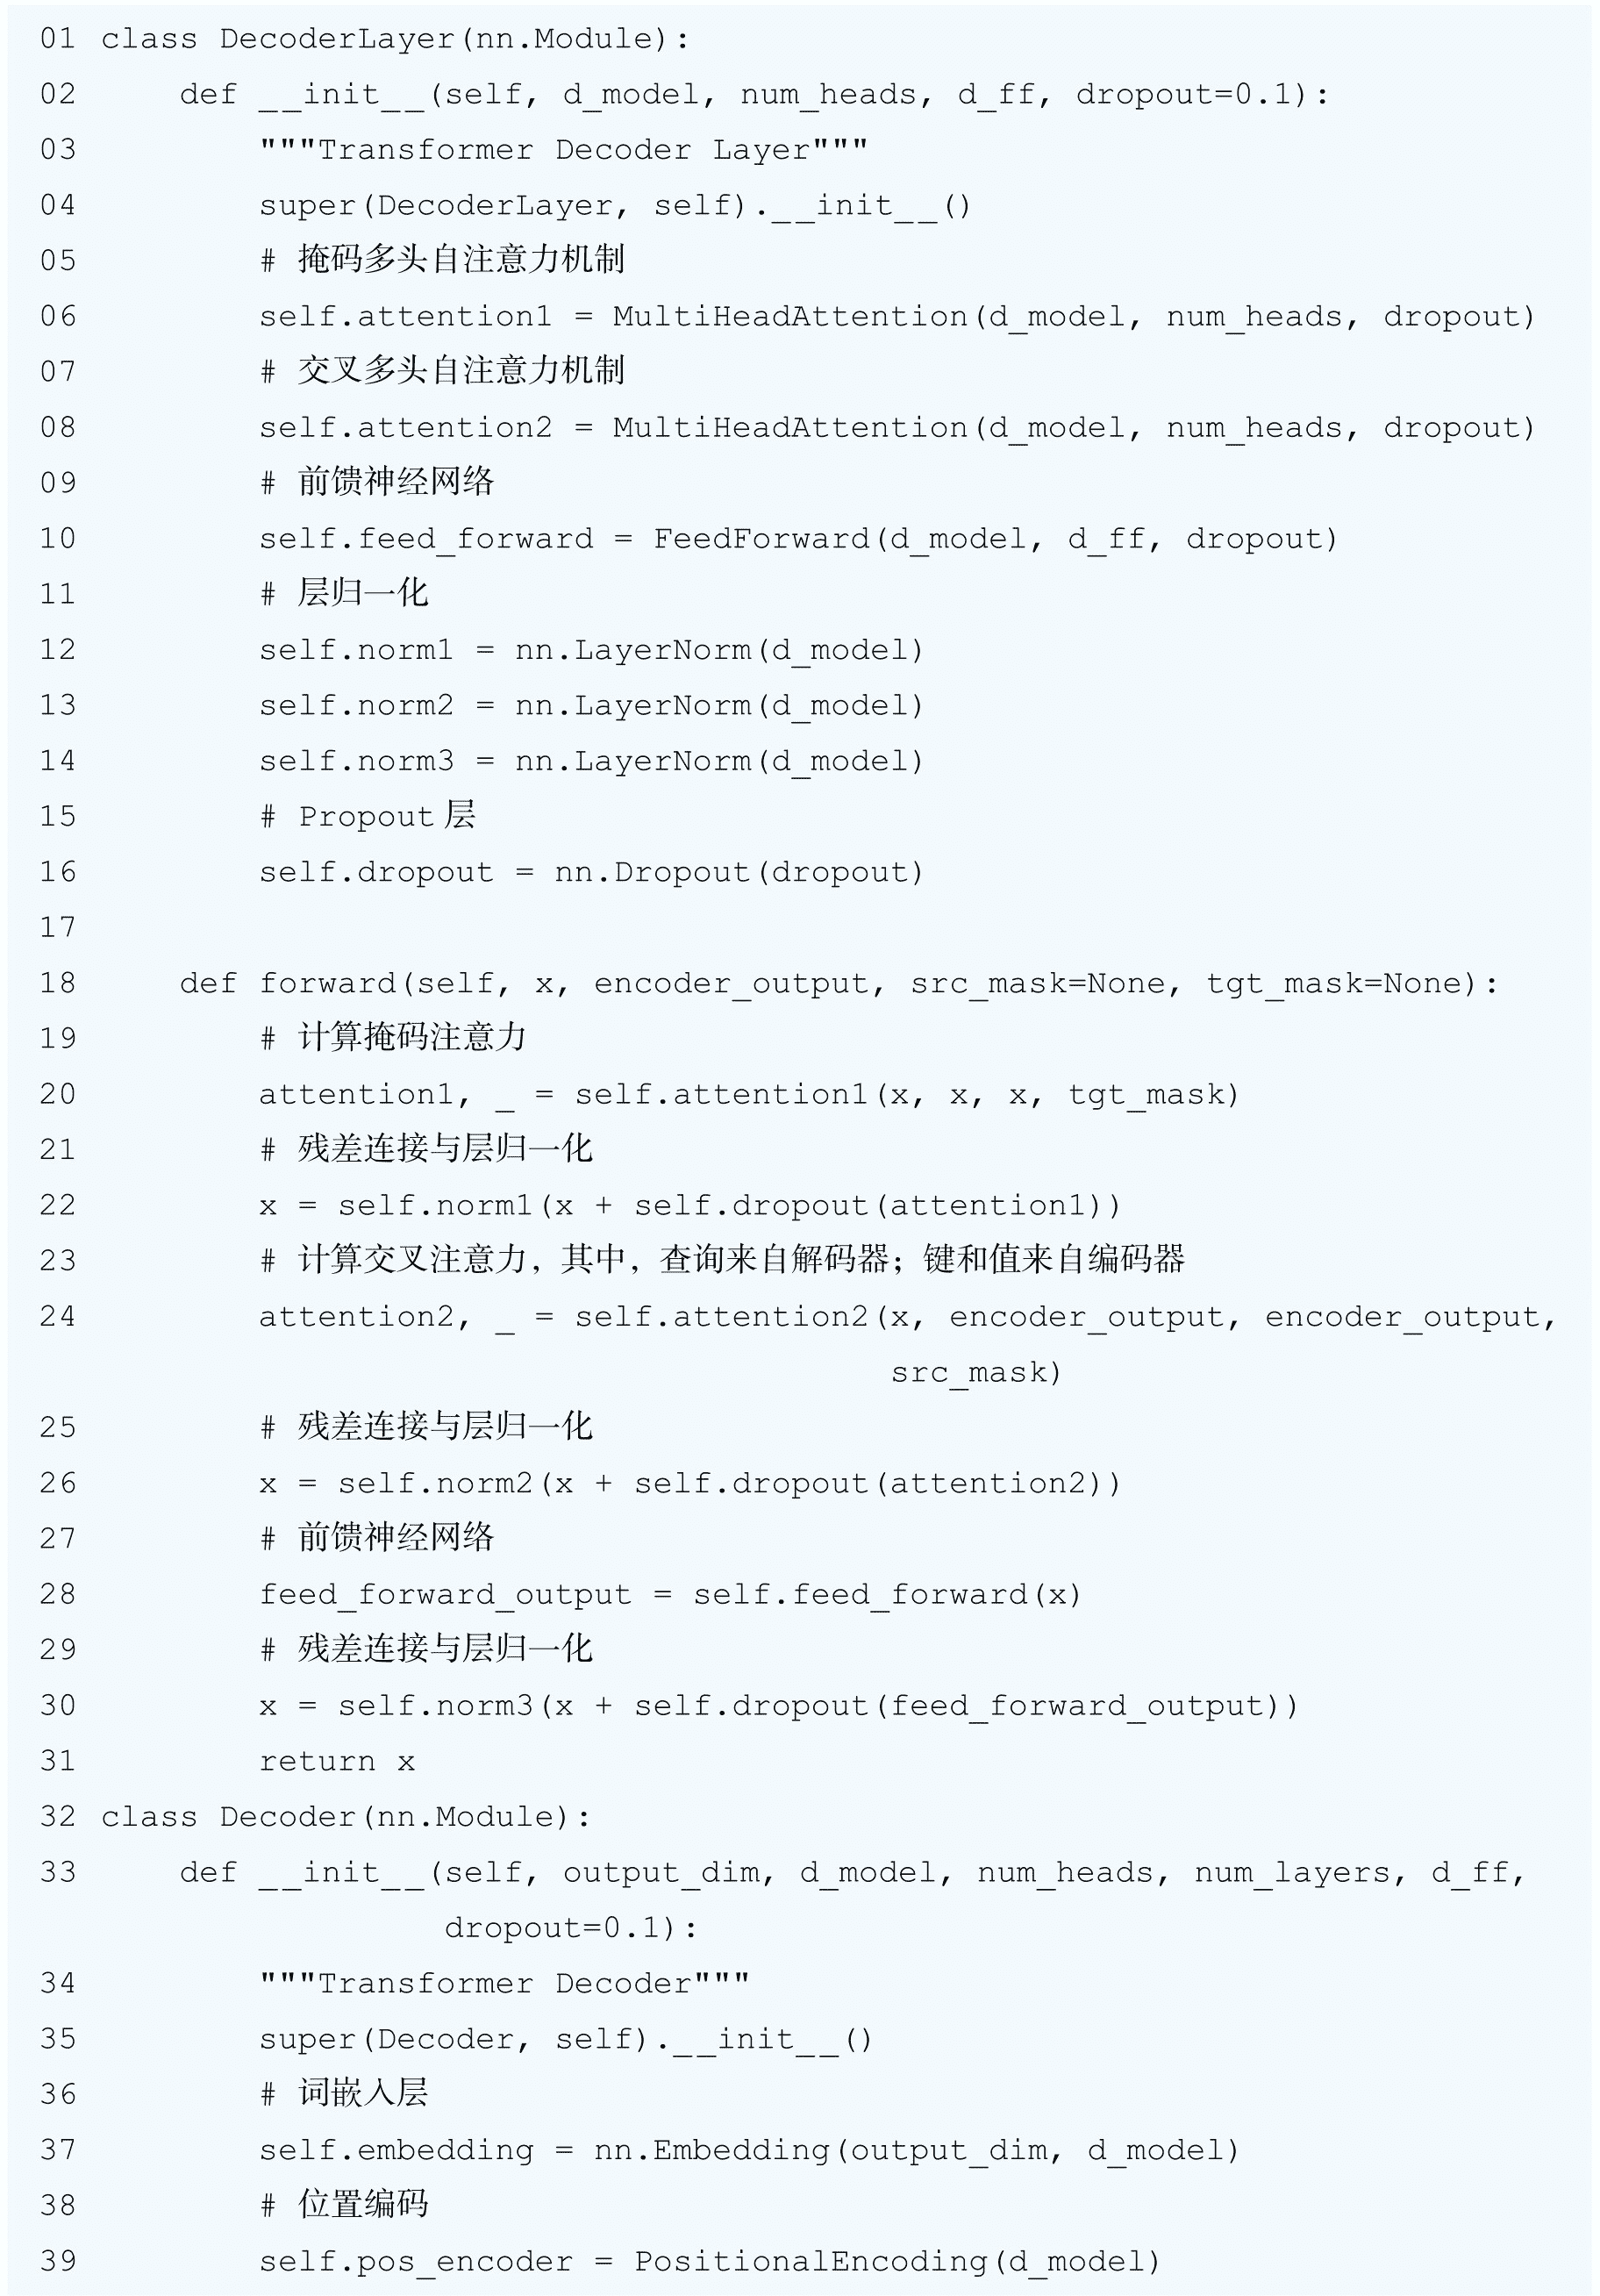 01 class DecoderLayer(nn.Module):
02     def __init__(self, d_model, num_heads, d_ff, dropout=0.1):
03         """Transformer Decoder Layer"""
04         super(DecoderLayer, self).__init__()
05         # 掩码多头自注意力机制
06         self.attention1 = MultiHeadAttention(d_model, num_heads, dropout)
07         # 交叉多头自注意力机制
08         self.attention2 = MultiHeadAttention(d_model, num_heads, dropout)
09         # 前馈神经网络
10         self.feed_forward = FeedForward(d_model, d_ff, dropout)
11         # 层归一化
12         self.norm1 = nn.LayerNorm(d_model)
13         self.norm2 = nn.LayerNorm(d_model)
14         self.norm3 = nn.LayerNorm(d_model)
15         # Propout 层
16         self.dropout = nn.Dropout(dropout)
17
18     def forward(self, x, encoder_output, src_mask=None, tgt_mask=None):
19         # 计算掩码注意力
20         attention1, _ = self.attention1(x, x, x, tgt_mask)
21         # 残差连接与层归一化
22         x = self.norm1(x + self.dropout(attention1))
23         # 计算交叉注意力，其中，查询来自解码器；键和值来自编码器
24         attention2, _ = self.attention2(x, encoder_output, encoder_output,
                                           src_mask)
25         # 残差连接与层归一化
26         x = self.norm2(x + self.dropout(attention2))
27         # 前馈神经网络
28         feed_forward_output = self.feed_forward(x)
29         # 残差连接与层归一化
30         x = self.norm3(x + self.dropout(feed_forward_output))
31         return x
32 class Decoder(nn.Module):
33     def __init__(self, output_dim, d_model, num_heads, num_layers, d_ff,
                    dropout=0.1):
34         """Transformer Decoder"""
35         super(Decoder, self).__init__()
36         # 词嵌入层
37         self.embedding = nn.Embedding(output_dim, d_model)
38         # 位置编码
39         self.pos_encoder = PositionalEncoding(d_model)